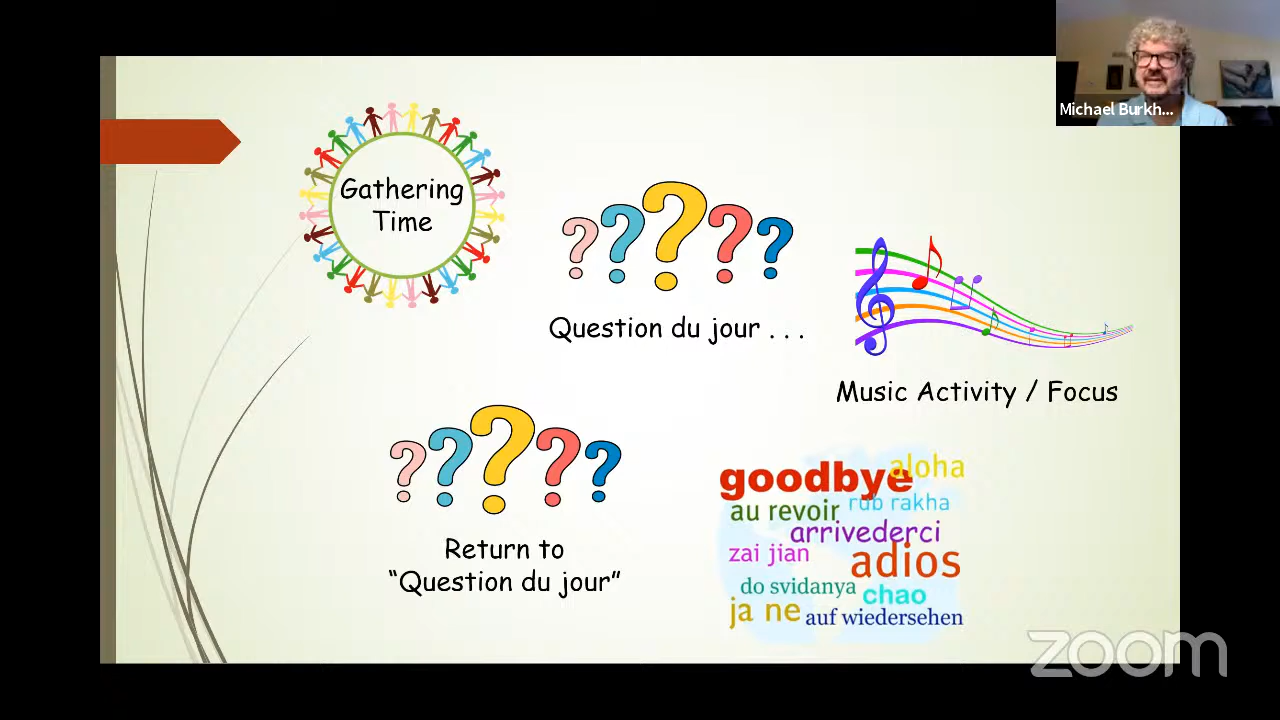 Michael Burkh...
Gathering
Time
Question du jour . . .
Music Activity / Focus
Return to
“Question du jour”
goodbye
aloha
au revoir
rub rakha
arrivederci
zai jian
adios
do svidanya
chao
ja ne
auf wiedersehen
zoom